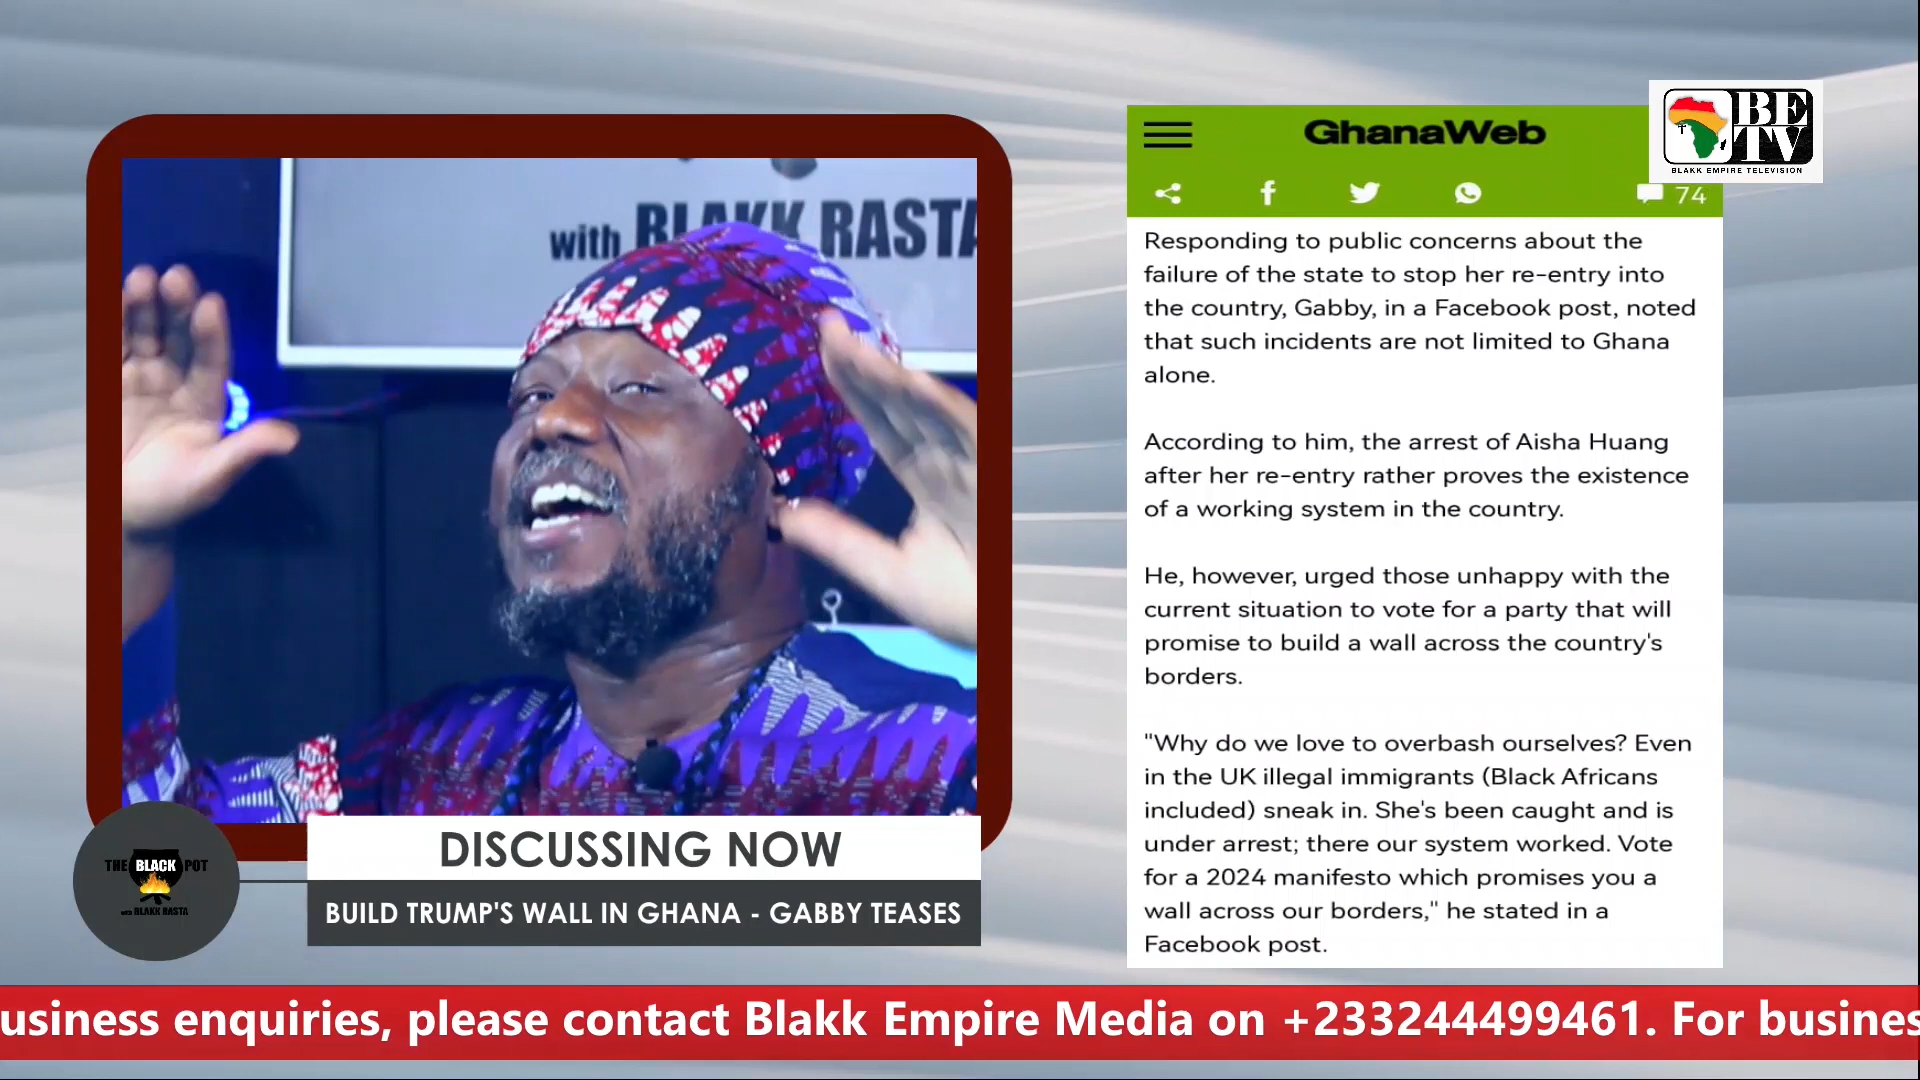 BE
TV
BLAKK EMPIRE TELEVISION
GhanaWeb
74
with BLAKK RASTA
Responding to public concerns about the
failure of the state to stop her re-entry into
the country, Gabby, in a Facebook post, noted
that such incidents are not limited to Ghana
alone.
According to him, the arrest of Aisha Huang
after her re-entry rather proves the existence
of a working system in the country.
He, however, urged those unhappy with the
current situation to vote for a party that will
promise to build a wall across the country's
borders.
"Why do we love to overbash ourselves? Even
in the UK illegal immigrants (Black Africans
included) sneak in. She's been caught and is
under arrest; there our system worked. Vote
for a 2024 manifesto which promises you a
wall across our borders," he stated in a
Facebook post.
DISCUSSING NOW
BUILD TRUMP'S WALL IN GHANA - GABBY TEASES
THE BLACK POT
with BLAKK RASTA
usiness enquiries, please contact Blakk Empire Media on +233244499461. For busines